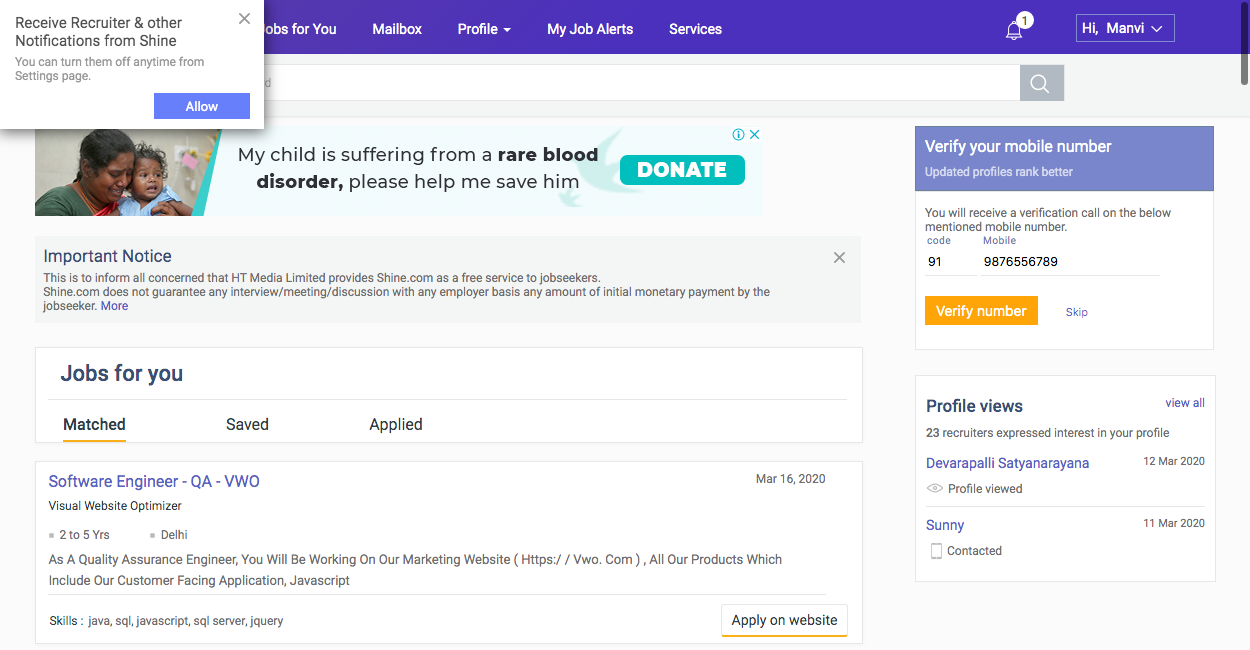 Receive Recruiter & other
Notifications from Shine
You can turn them off anytime from
Settings page.
Allow
Jobs for You
Mailbox
Profile
My Job Alerts
Services
1
Hi, Manvi
My child is suffering from a rare blood
disorder, please help me save him
DONATE
Important Notice
This is to inform all concerned that HT Media Limited provides Shine.com as a free service to jobseekers.
Shine.com does not guarantee any interview/meeting/discussion with any employer basis any amount of initial monetary payment by the
jobseeker. More
Jobs for you
Matched
Saved
Applied
Software Engineer - QA - VWO
Mar 16, 2020
Visual Website Optimizer
2 to 5 Yrs
Delhi
As A Quality Assurance Engineer, You Will Be Working On Our Marketing Website ( Https:/ / Vwo. Com ) , All Our Products Which
Include Our Customer Facing Application, Javascript
Skills : java, sql, javascript, sql server, jquery
Apply on website
Verify your mobile number
Updated profiles rank better
You will receive a verification call on the below
mentioned mobile number.
code
Mobile
91
9876556789
Verify number
Skip
Profile views
view all
23 recruiters expressed interest in your profile
Devarapalli Satyanarayana
12 Mar 2020
Profile viewed
Sunny
11 Mar 2020
Contacted